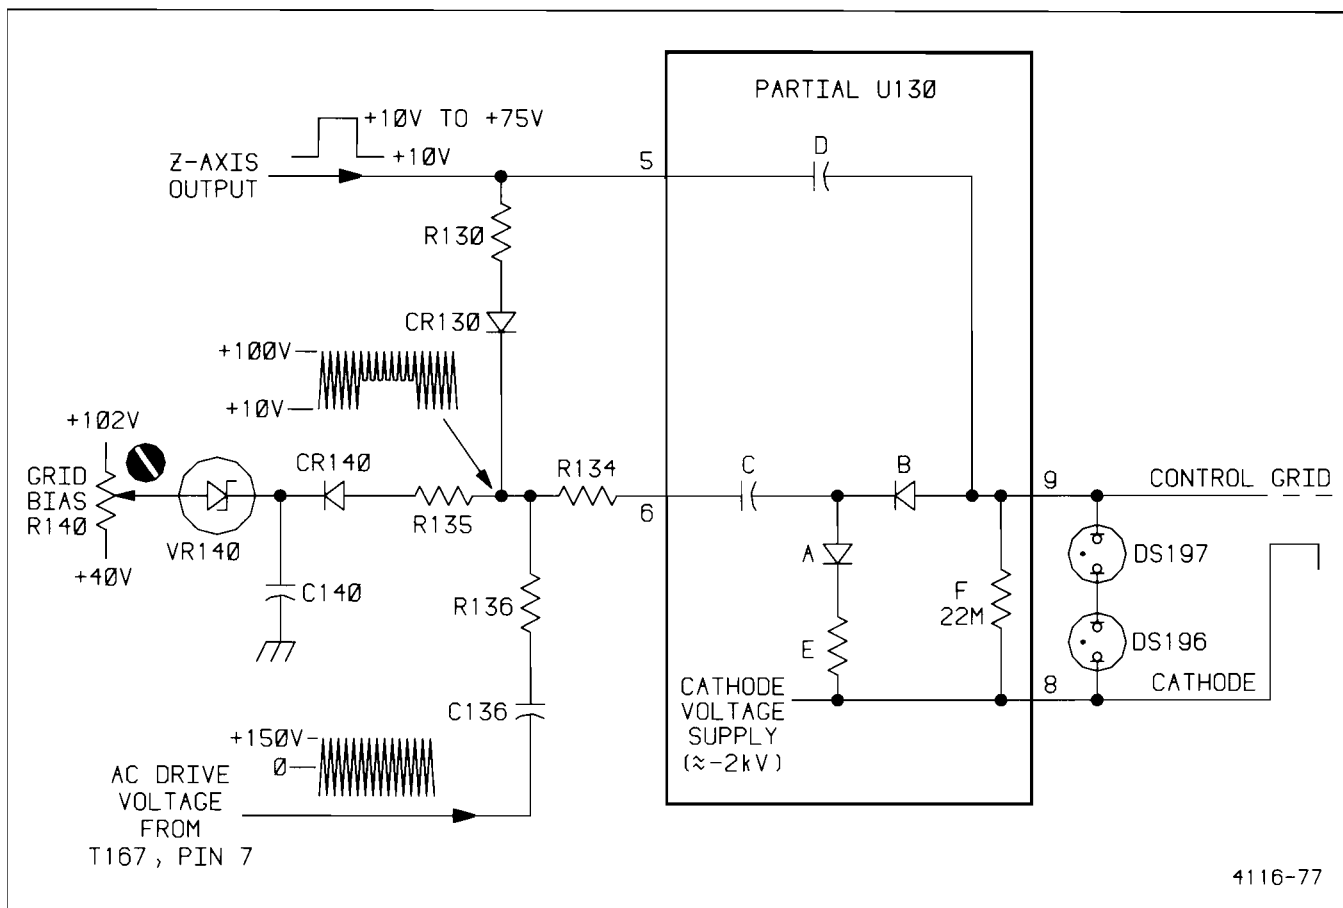 PARTIAL U130
+10V TO +75V
+10V
Z-AXIS
OUTPUT
5
D
R130
CR130
+100V
+10V
+102V
GRID
BIAS
R140
+40V
VR140
CR140
C140
R135
R134
6
C
B
9
CONTROL GRID
A
E
F
22M
DS197
DS196
R136
C136
CATHODE
VOLTAGE
SUPPLY
(≈-2kV)
8
CATHODE
+150V
0
AC DRIVE
VOLTAGE
FROM
T167, PIN 7
4116-77